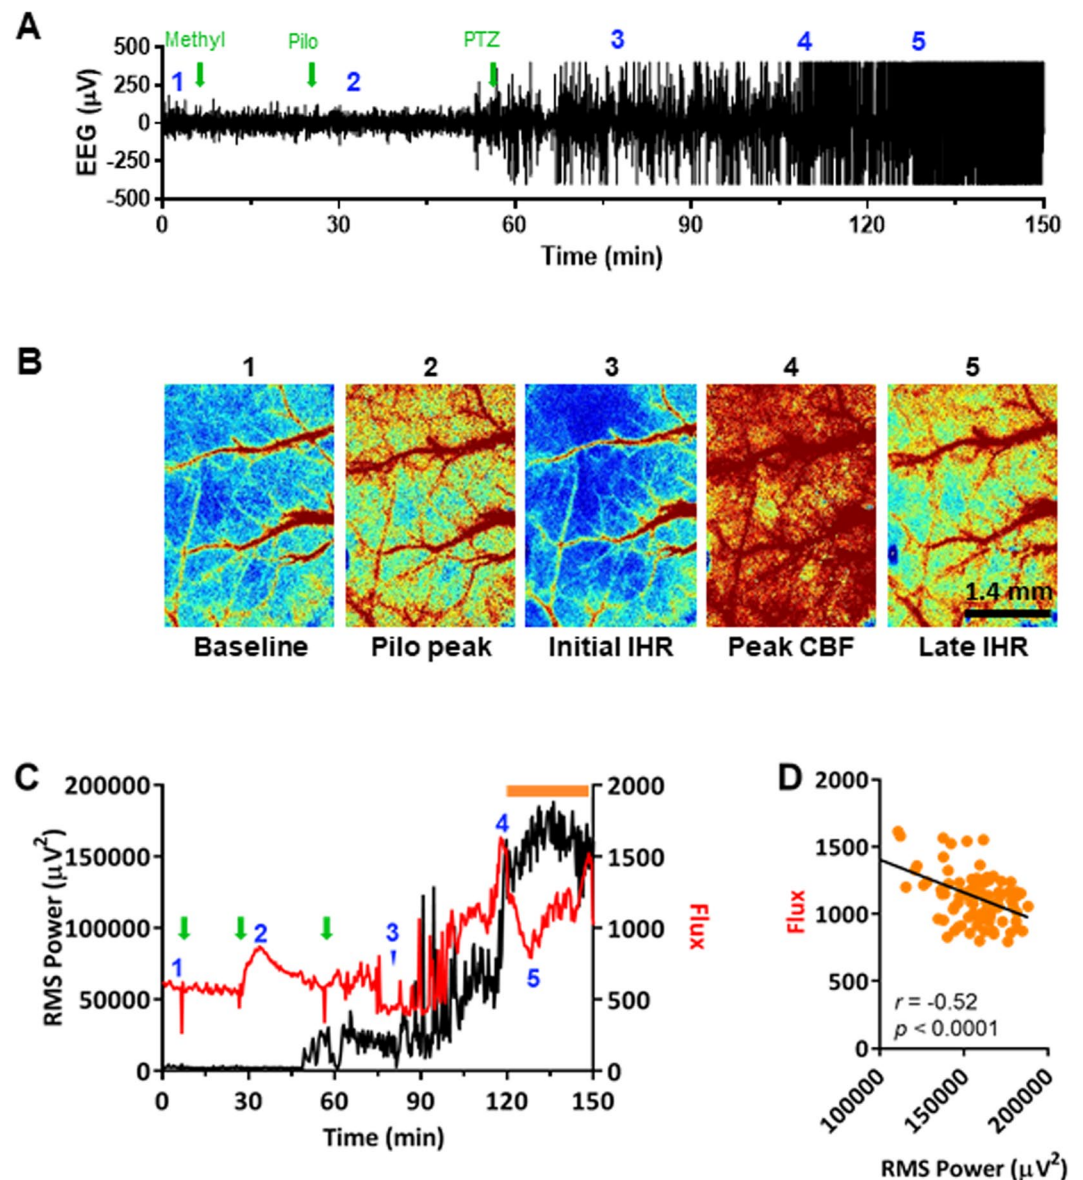 A
Methyl Pilo PTZ 3 4 5
1 2
500
250
0
-250
-500
EEG (µV)
0 30 60 90 120 150
Time (min)
B
1 2 3 4 5
1.4 mm
Baseline Pilo peak Initial IHR Peak CBF Late IHR
C
200000
150000
100000
50000
0
RMS Power (µV²)
2000
1500
1000
500
0
Flux
1 2 3 4 5
0 30 60 90 120 150
Time (min)
D
2000
1500
1000
500
0
Flux
r = -0.52
p < 0.0001
100000 150000 200000
RMS Power (µV²)